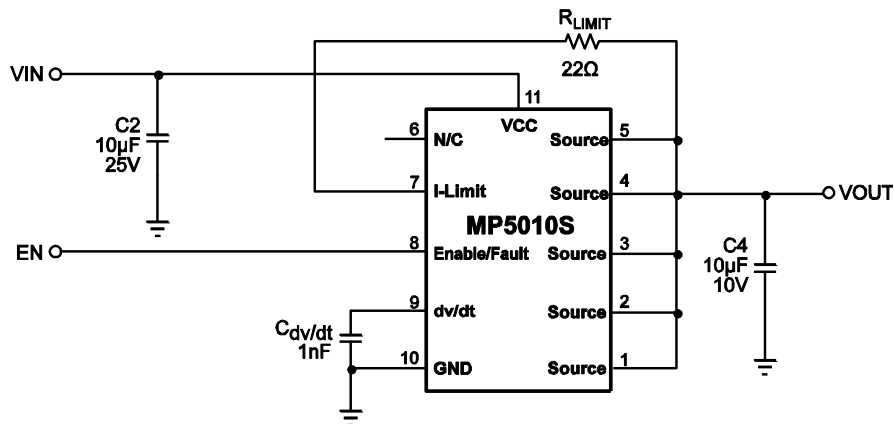 RLIMIT
22Ω
VIN
11
VCC
C2
10µF
25V
6 N/C Source 5
7 I-Limit Source 4
VOUT
MP5010S
EN
8 Enable/Fault Source 3
C4
10µF
10V
9 dv/dt Source 2
Cdv/dt
1nF
10 GND Source 1